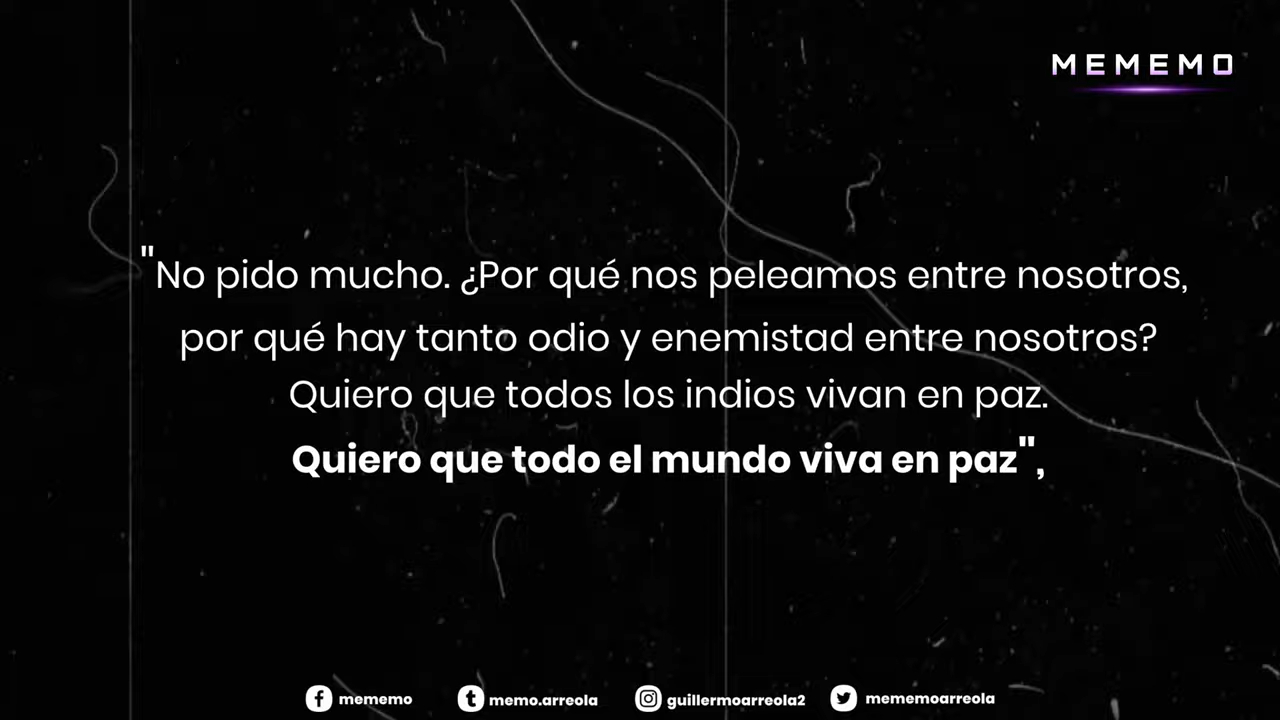 MEMEMO
"No pido mucho. ¿Por qué nos peleamos entre nosotros,
por qué hay tanto odio y enemistad entre nosotros?
Quiero que todos los indios vivan en paz.
Quiero que todo el mundo viva en paz",
mememo memo.arreola guillermoarreola2 mememoarreola